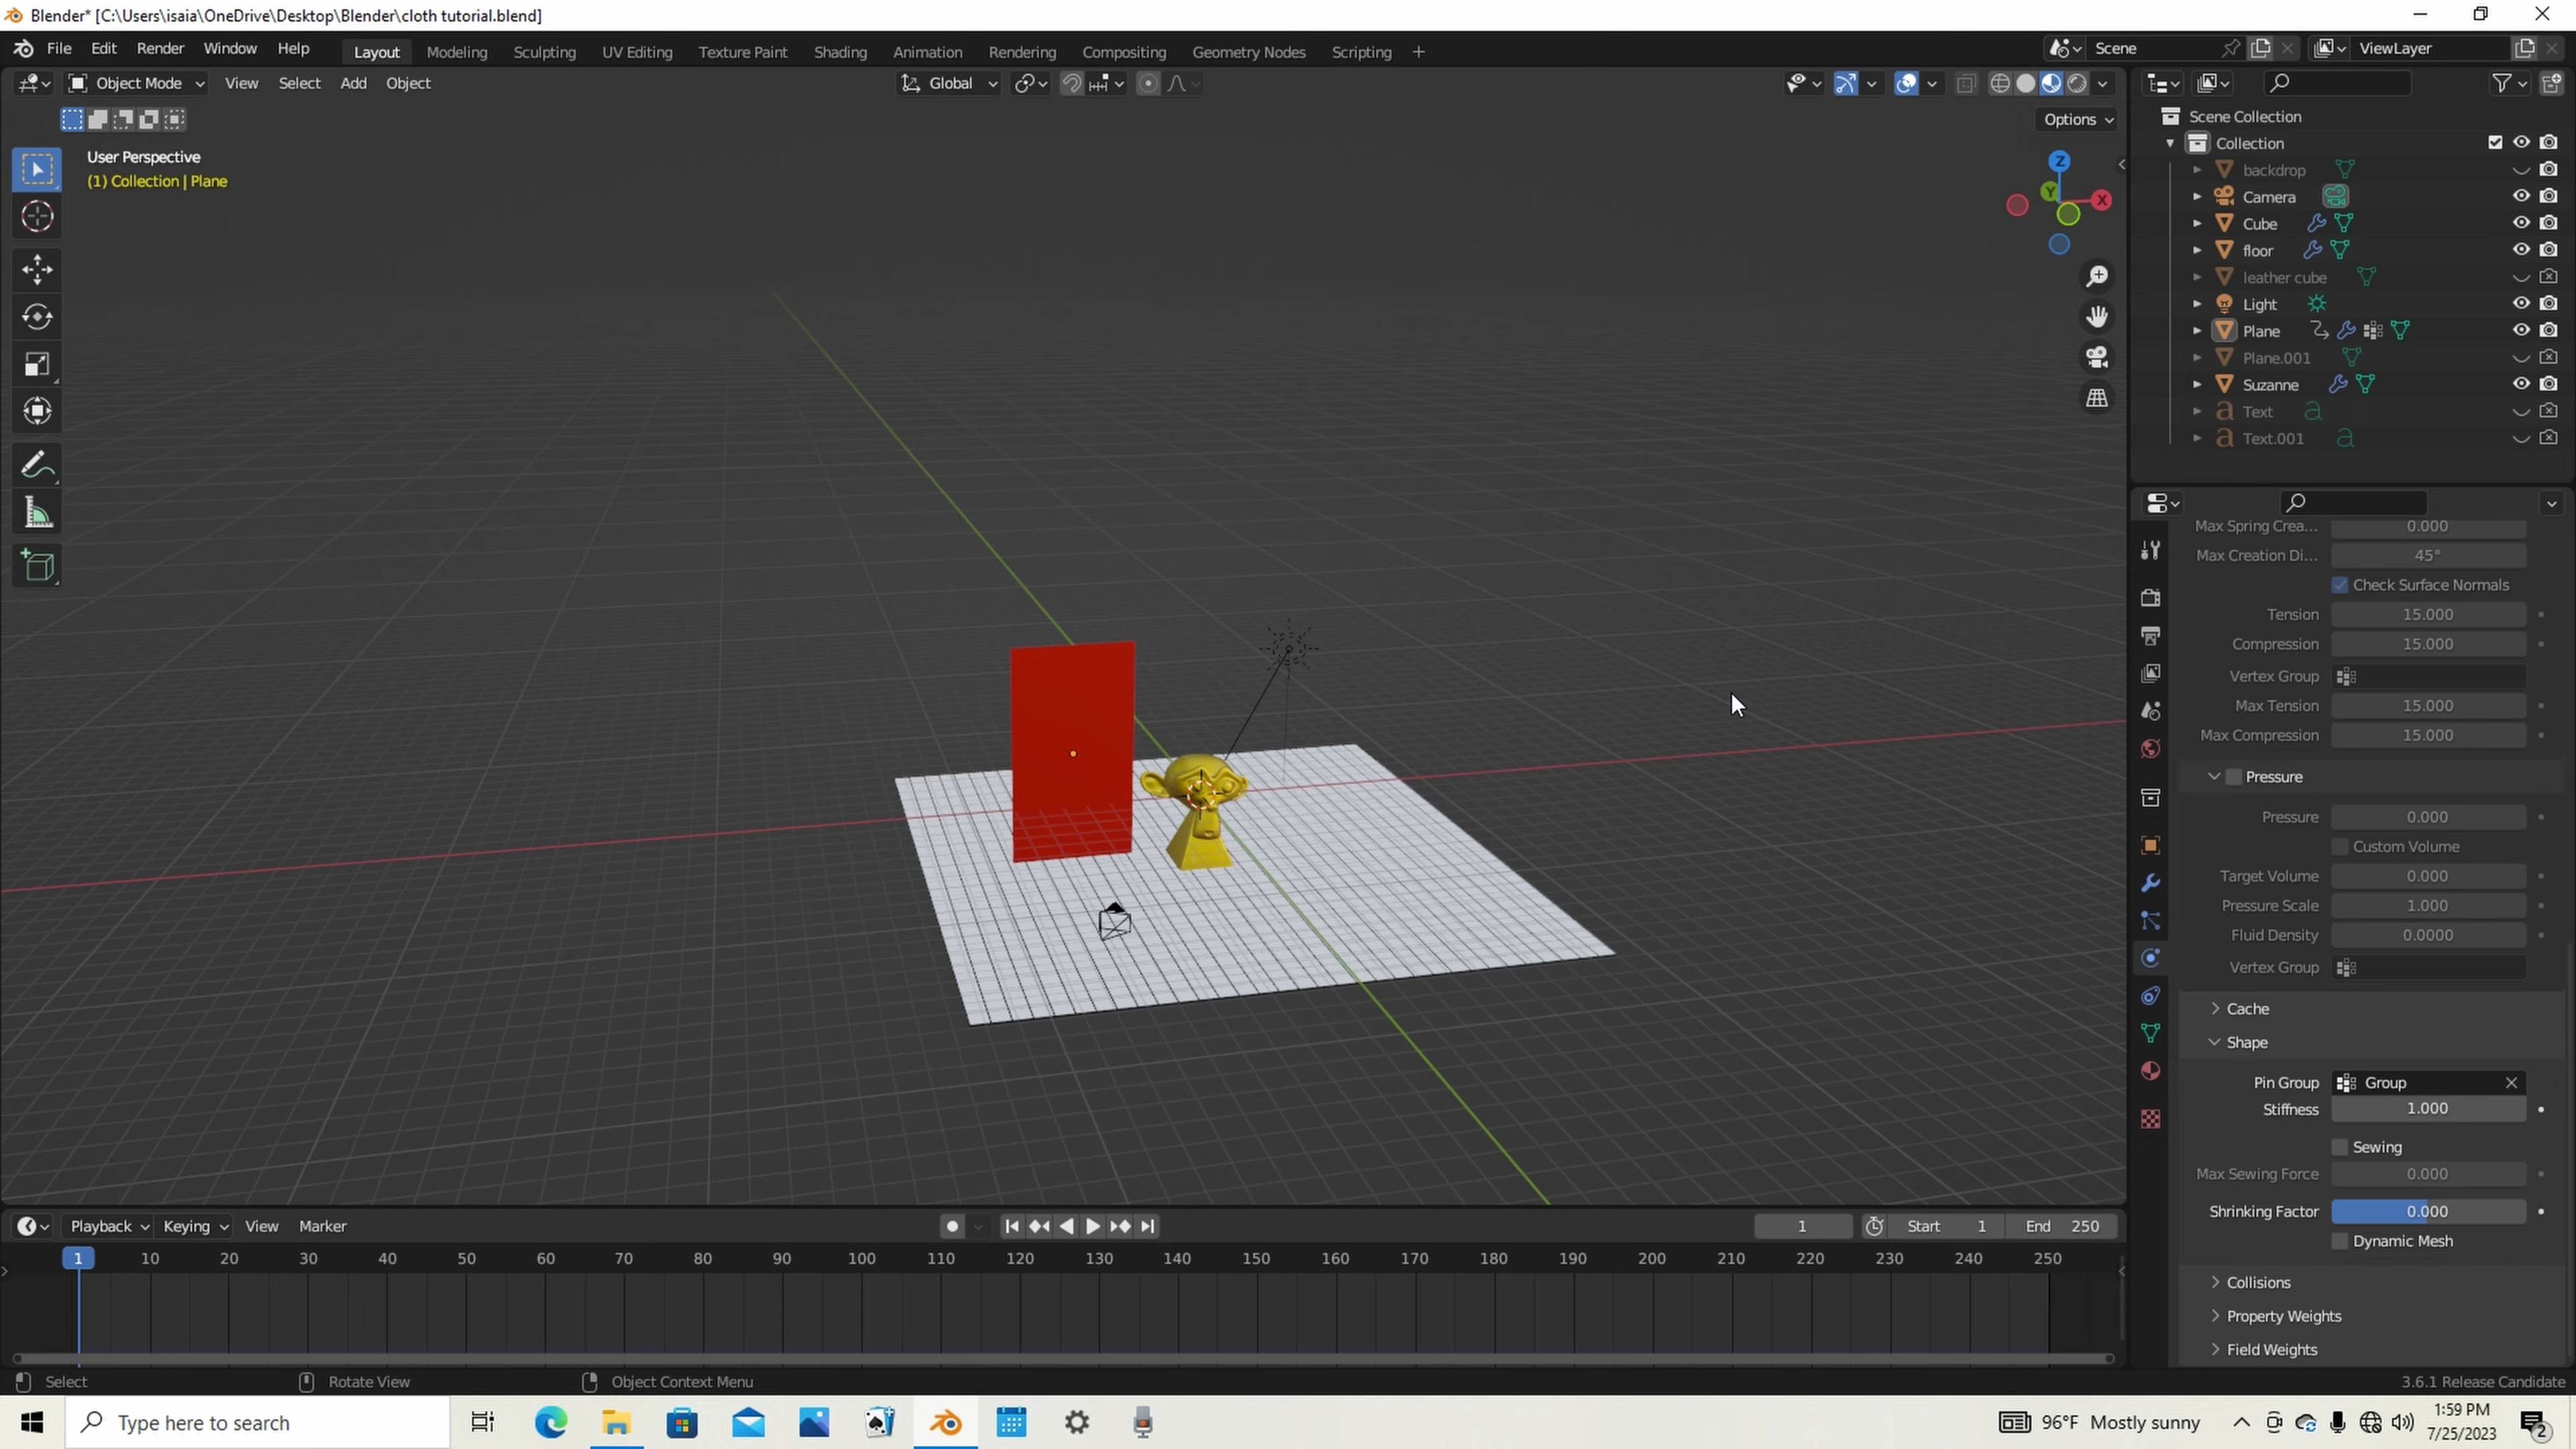 Blender* [C:\Users\isaia\OneDrive\Desktop\Blender\cloth tutorial.blend]
File Edit Render Window Help Layout Modeling Sculpting UV Editing Texture Paint Shading Animation Rendering Compositing Geometry Nodes Scripting + Scene ViewLayer
Object Mode View Select Add Object Global
Options
User Perspective
(1) Collection | Plane
Z
Y
X
Scene Collection
Collection
backdrop
Camera
Cube
floor
leather cube
Light
Plane
Plane.001
Suzanne
Text
Text.001
Max Spring Crea... 0.000
Max Creation Di... 45°
Check Surface Normals
Tension 15.000
Compression 15.000
Vertex Group
Max Tension 15.000
Max Compression 15.000
Pressure
Pressure 0.000
Custom Volume
Target Volume 0.000
Pressure Scale 1.000
Fluid Density 0.0000
Vertex Group
Cache
Shape
Pin Group Group
Stiffness 1.000
Sewing
Max Sewing Force 0.000
Shrinking Factor 0.000
Dynamic Mesh
Collisions
Property Weights
Field Weights
Playback Keying View Marker 1 Start 1 End 250
1 10 20 30 40 50 60 70 80 90 100 110 120 130 140 150 160 170 180 190 200 210 220 230 240 250
Select Rotate View Object Context Menu 3.6.1 Release Candidate
Type here to search 96°F Mostly sunny 1:59 PM
7/25/2023 2